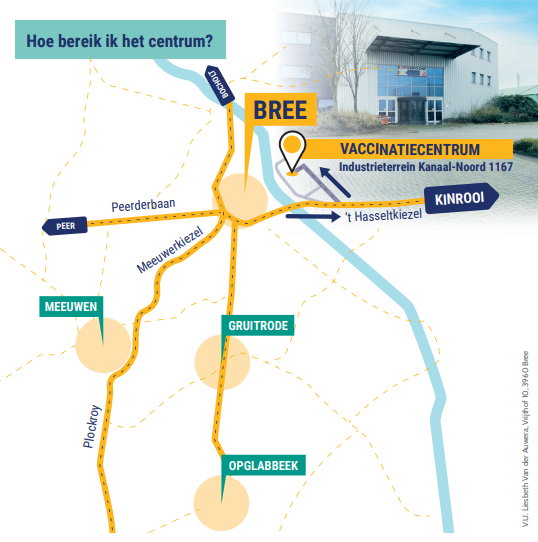 Hoe bereik ik het centrum?
BOCHOLT
BREE
VACCINATIECENTRUM
Industrieterrein Kanaal-Noord 1167
KINROOI
't Hasseltkiezel
Peerderbaan
PEER
Meeuwerkiezel
MEEUWEN
GRUITRODE
Plockroy
OPGLABBEEK
V.U. Liesbeth Van der Auwera, Vrijthof 10, 3960 Bree